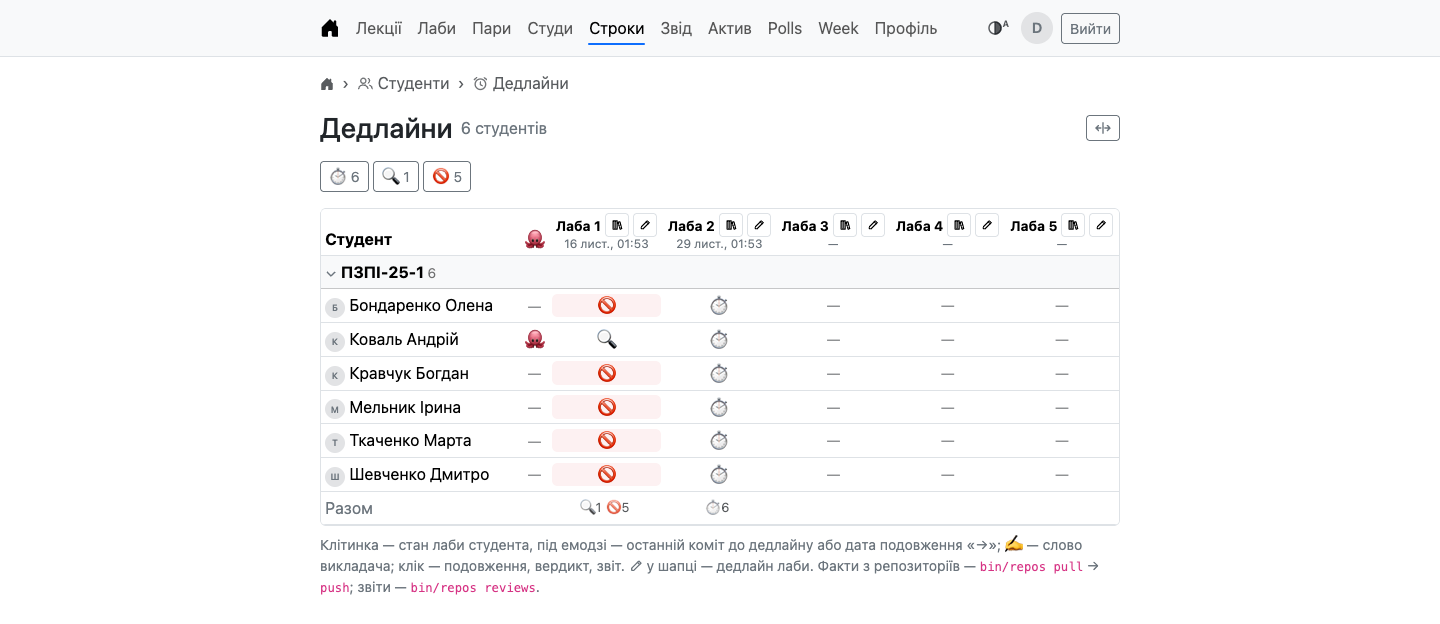 Лекції Лаби Пари Студи Строки Звід Актив Polls Week Профіль A D Вийти
› Студенти › Дедлайни
Дедлайни 6 студентів
6 1 5
Студент Лаба 1 Лаба 2 Лаба 3 Лаба 4 Лаба 5
16 лист., 01:53 29 лист., 01:53 — — —
ПЗПІ-25-1 6
Б Бондаренко Олена — — — —
К Коваль Андрій — — —
К Кравчук Богдан — — — —
М Мельник Ірина — — — —
Т Ткаченко Марта — — — —
Ш Шевченко Дмитро — — — —
Разом 1 5 6
Клітинка — стан лаби студента, під емодзі — останній коміт до дедлайну або дата подовження «→»; ✍️ — слово
викладача; клік — подовження, вердикт, звіт. у шапці — дедлайн лаби. Факти з репозиторіїв — bin/repos pull →
push; звіти — bin/repos reviews.